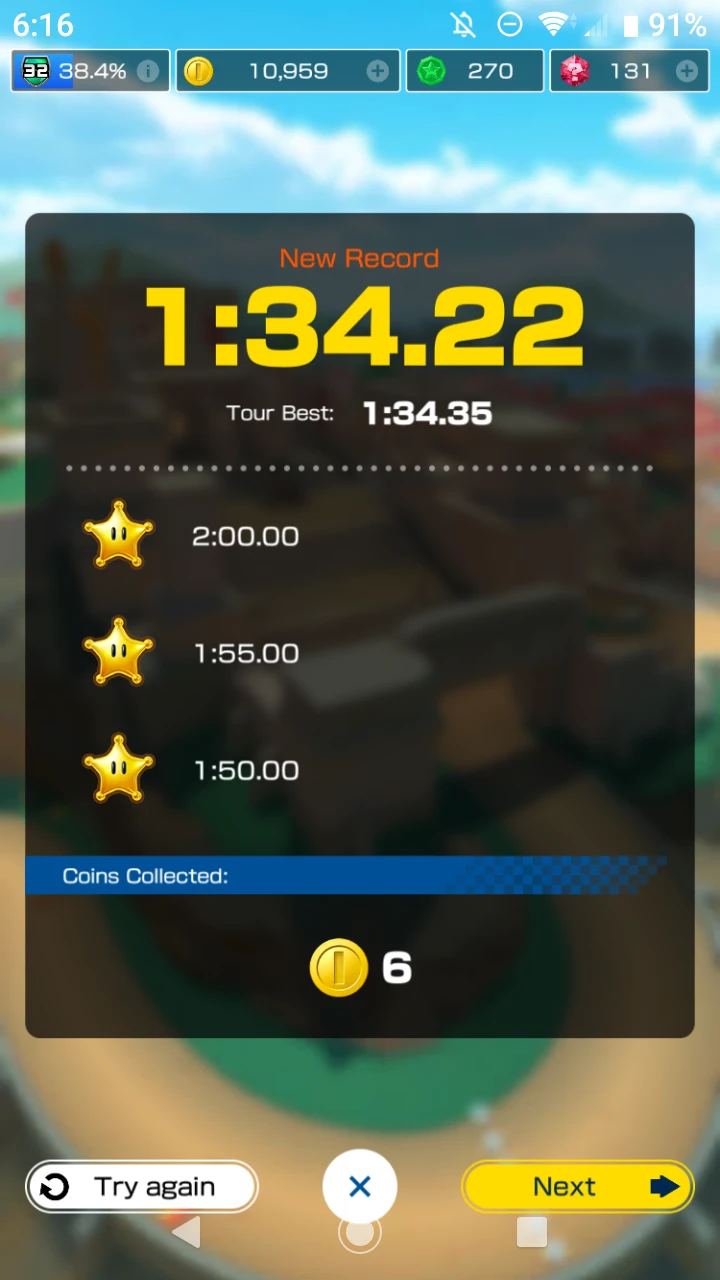 6:16 91%
32 38.4% i 10,959 270 131
New Record
1:34.22
Tour Best: 1:34.35
2:00.00
1:55.00
1:50.00
Coins Collected:
6
Try again × Next